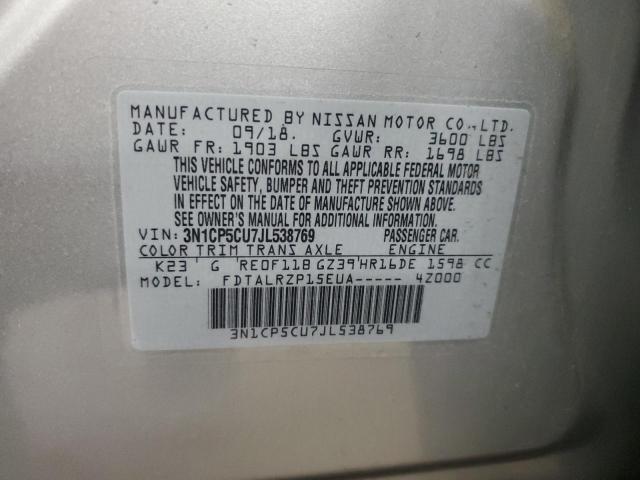 MANUFACTURED BY NISSAN MOTOR CO.,LTD.
DATE: 09/18. GVWR: 3600 LBS
GAWR FR: 1903 LBS GAWR RR: 1698 LBS
THIS VEHICLE CONFORMS TO ALL APPLICABLE FEDERAL MOTOR
VEHICLE SAFETY, BUMPER AND THEFT PREVENTION STANDARDS
IN EFFECT ON THE DATE OF MANUFACTURE SHOWN ABOVE.
SEE OWNER'S MANUAL FOR ADDITIONAL INFORMATION.
VIN: 3N1CP5CU7JL538769 PASSENGER CAR.
COLOR TRIM TRANS AXLE ENGINE
K23 G RE0F11B GZ39 HR16DE 1598 CC
MODEL: FDTALRZP15EUA----- 4Z000
3N1CP5CU7JL538769